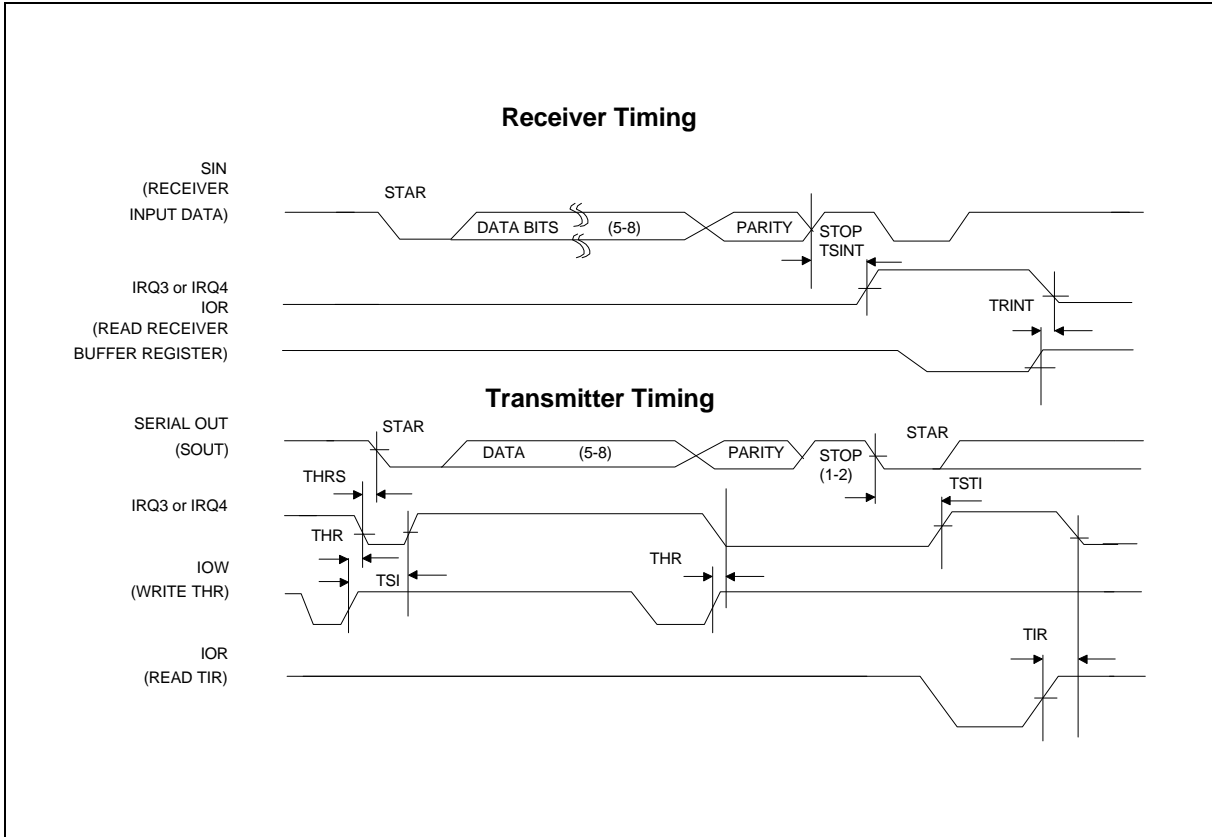 Receiver Timing
SIN
(RECEIVER
INPUT DATA)
STAR
DATA BITS (5-8)
PARITY
STOP
TSINT
IRQ3 or IRQ4
IOR
(READ RECEIVER
BUFFER REGISTER)
TRINT
Transmitter Timing
SERIAL OUT
(SOUT)
STAR
DATA (5-8)
PARITY
STOP
(1-2)
STAR
THRS
TSTI
IRQ3 or IRQ4
THR
THR
TSI
IOW
(WRITE THR)
IOR
(READ TIR)
TIR